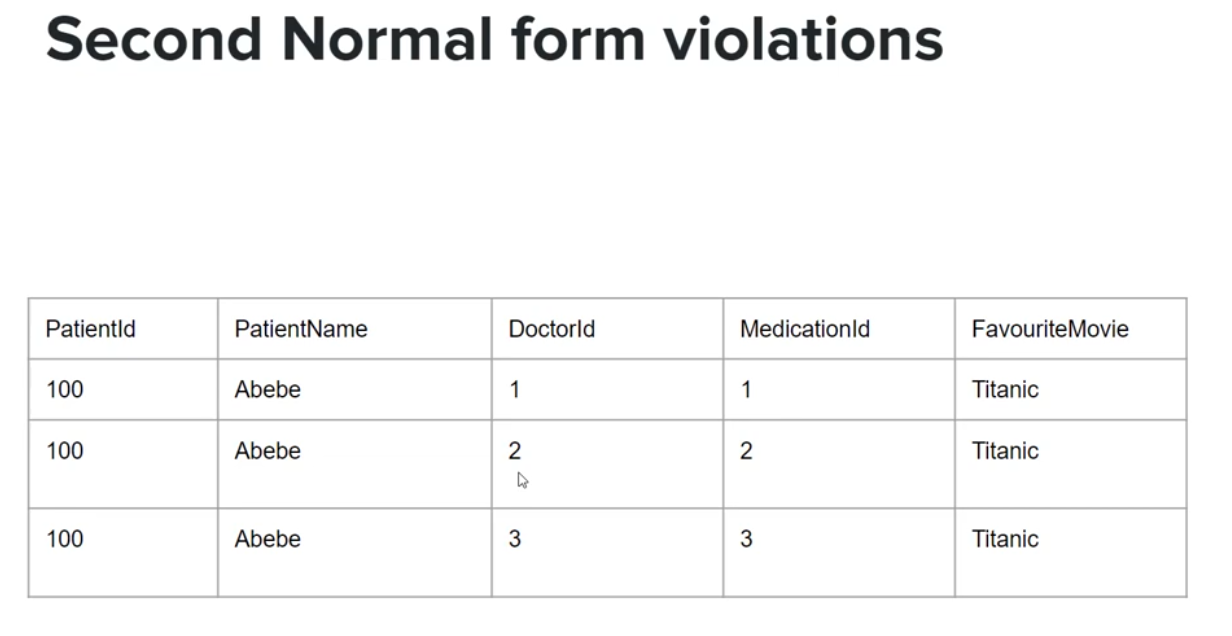 Second Normal form violations
PatientId PatientName DoctorId MedicationId FavouriteMovie
100 Abebe 1 1 Titanic
100 Abebe 2 2 Titanic
100 Abebe 3 3 Titanic